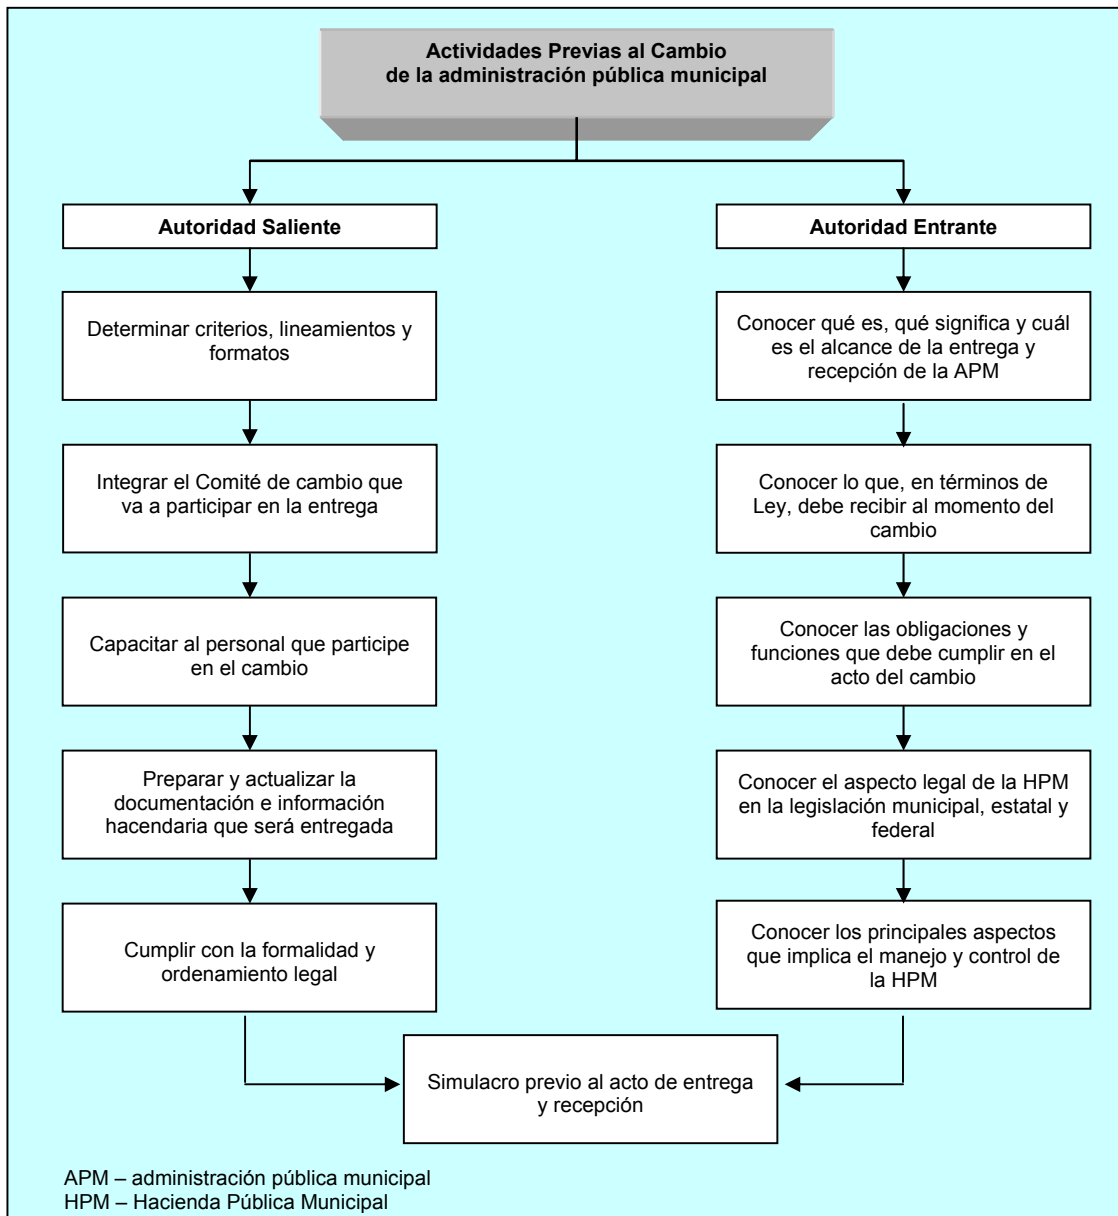 Actividades Previas al Cambio
de la administración pública municipal
Autoridad Saliente
Determinar criterios, lineamientos y
formatos
Integrar el Comité de cambio que
va a participar en la entrega
Capacitar al personal que participe
en el cambio
Preparar y actualizar la
documentación e información
hacendaria que será entregada
Cumplir con la formalidad y
ordenamiento legal
Autoridad Entrante
Conocer qué es, qué significa y cuál
es el alcance de la entrega y
recepción de la APM
Conocer lo que, en términos de
Ley, debe recibir al momento del
cambio
Conocer las obligaciones y
funciones que debe cumplir en el
acto del cambio
Conocer el aspecto legal de la HPM
en la legislación municipal, estatal y
federal
Conocer los principales aspectos
que implica el manejo y control de
la HPM
Simulacro previo al acto de entrega
y recepción
APM – administración pública municipal
HPM – Hacienda Pública Municipal